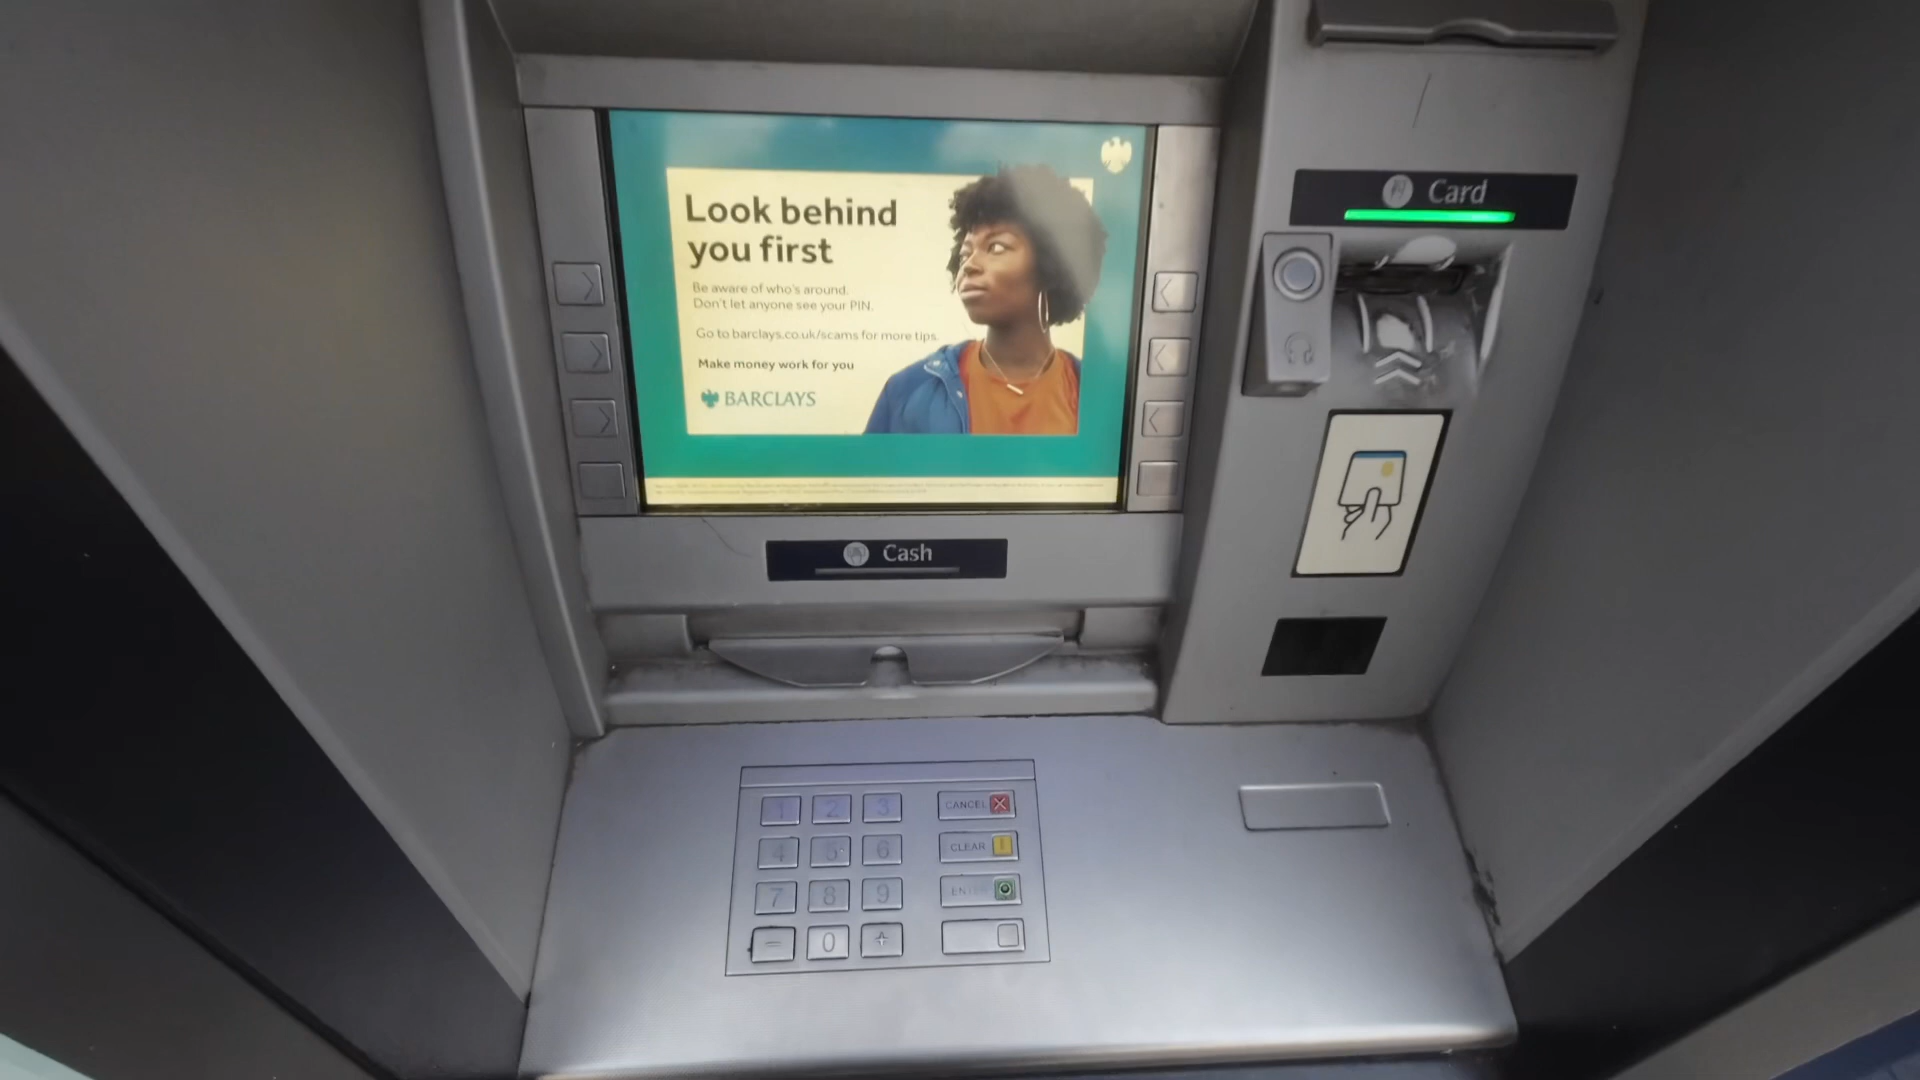 Look behind
you first
Be aware of who's around.
Don't let anyone see your PIN.
Go to barclays.co.uk/scams for more tips.
Make money work for you
BARCLAYS
Card
Cash
1 2 3 CANCEL
4 5 6 CLEAR
7 8 9 ENTER
0